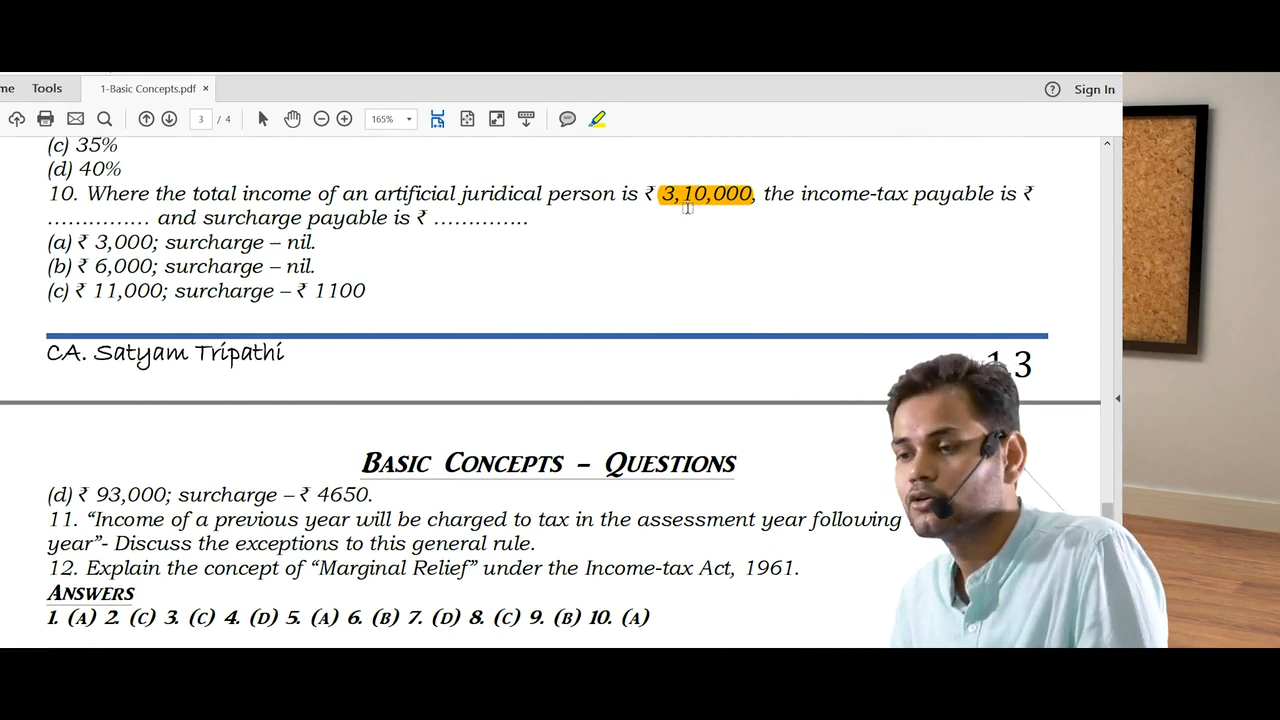 me Tools 1-Basic Concepts.pdf × Sign In
3 / 4 165%
(c) 35%
(d) 40%
10. Where the total income of an artificial juridical person is ₹ 3,10,000, the income-tax payable is ₹
…………… and surcharge payable is ₹ …………..
(a) ₹ 3,000; surcharge – nil.
(b) ₹ 6,000; surcharge – nil.
(c) ₹ 11,000; surcharge – ₹ 1100
CA. Satyam Tripathi 1.3
BASIC CONCEPTS – QUESTIONS
(d) ₹ 93,000; surcharge – ₹ 4650.
11. “Income of a previous year will be charged to tax in the assessment year following
year”- Discuss the exceptions to this general rule.
12. Explain the concept of “Marginal Relief” under the Income-tax Act, 1961.
ANSWERS
1. (A) 2. (C) 3. (C) 4. (D) 5. (A) 6. (B) 7. (D) 8. (C) 9. (B) 10. (A)